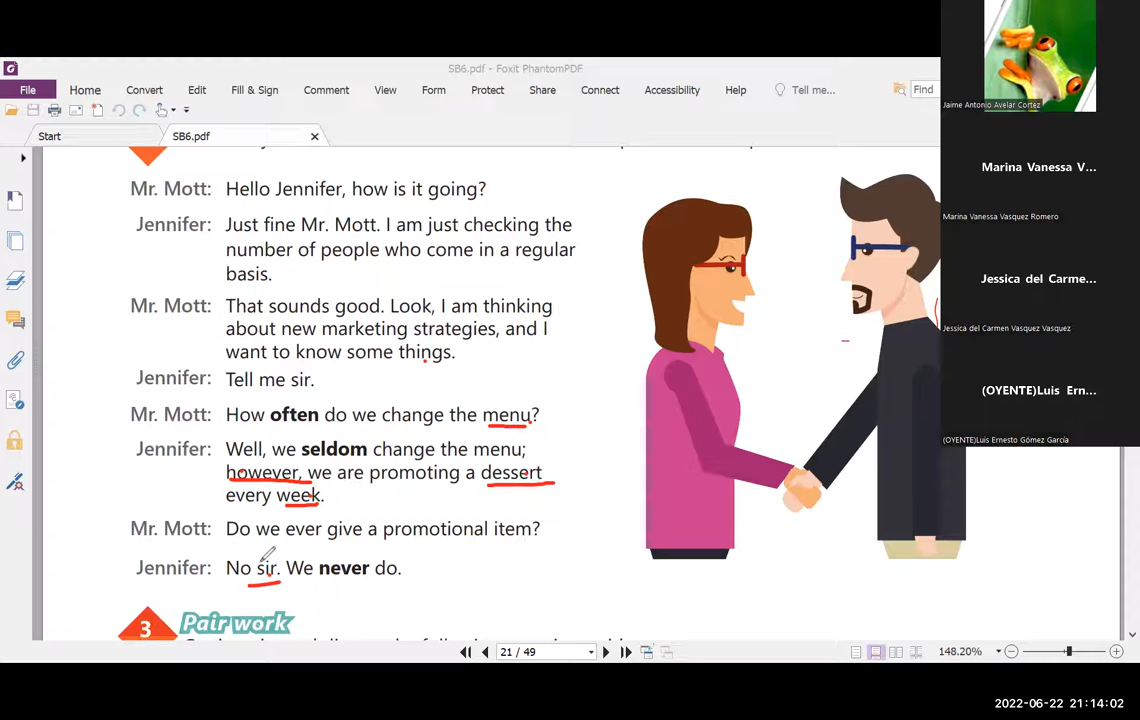 SB6.pdf - Foxit PhantomPDF
File Home Convert Edit Fill & Sign Comment View Form Protect Share Connect Accessibility Help Tell me... Find
Start SB6.pdf
Mr. Mott: Hello Jennifer, how is it going?
Jennifer: Just fine Mr. Mott. I am just checking the
number of people who come in a regular
basis.
Mr. Mott: That sounds good. Look, I am thinking
about new marketing strategies, and I
want to know some things.
Jennifer: Tell me sir.
Mr. Mott: How often do we change the menu?
Jennifer: Well, we seldom change the menu;
however, we are promoting a dessert
every week.
Mr. Mott: Do we ever give a promotional item?
Jennifer: No sir. We never do.
3 Pair work
21 / 49
148.20%
Jaime Antonio Avelar Cortez
Marina Vanessa V...
Marina Vanessa Vasquez Romero
Jessica del Carme...
Jessica del Carmen Vasquez Vasquez
(OYENTE)Luis Ern...
(OYENTE)Luis Ernesto Gómez García
2022-06-22 21:14:02